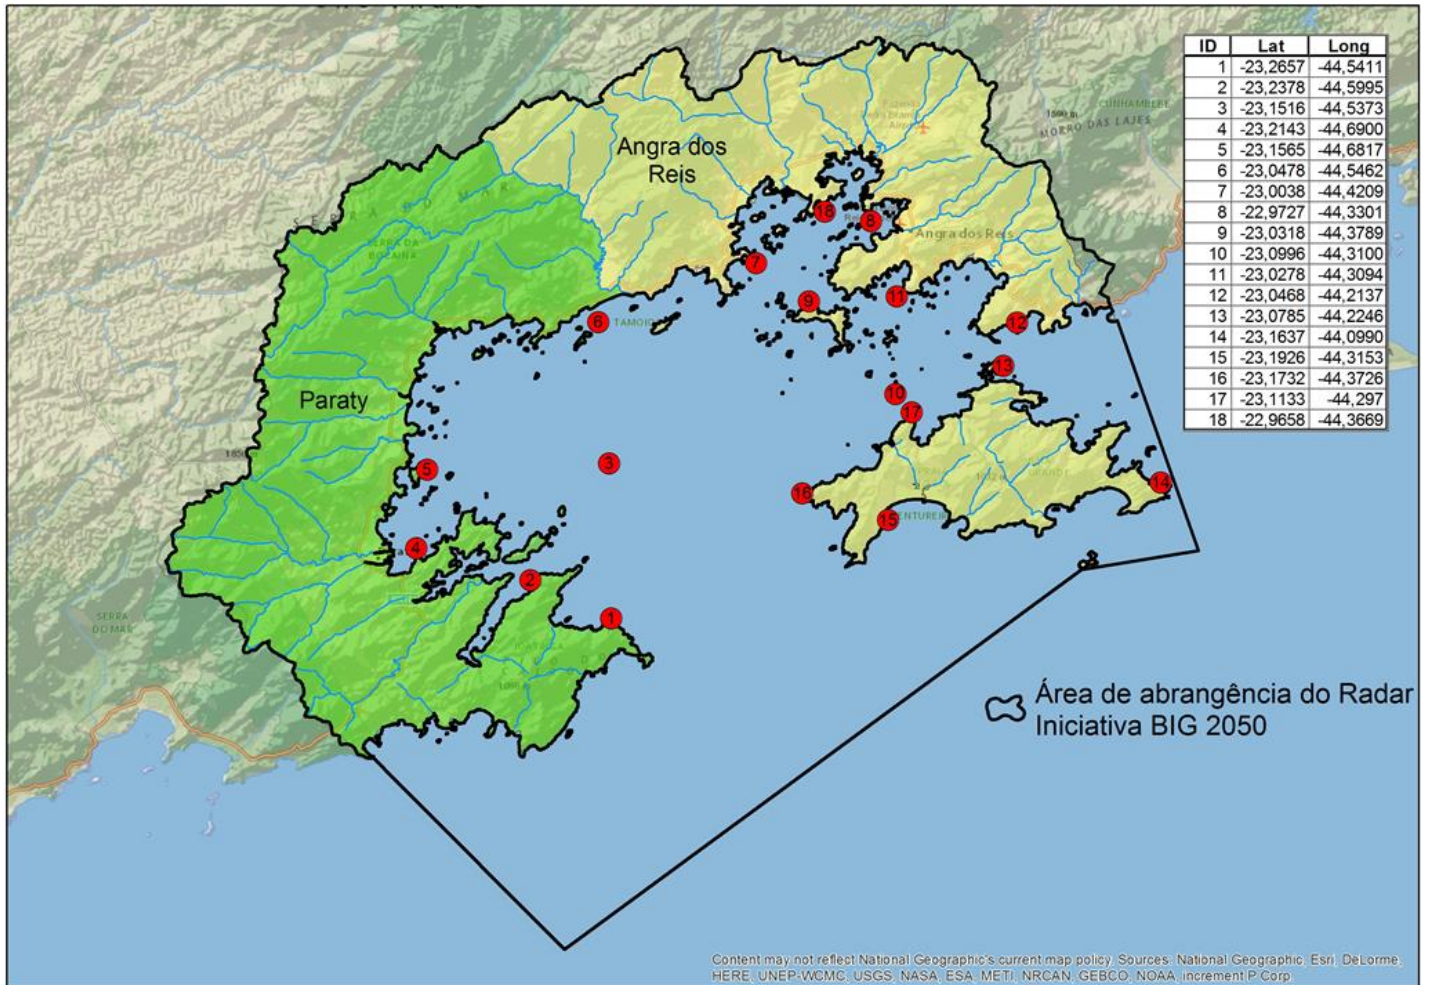 ID Lat Long
1 -23,2657 -44,5411
2 -23,2378 -44,5995
3 -23,1516 -44,5373
4 -23,2143 -44,6900
5 -23,1565 -44,6817
6 -23,0478 -44,5462
7 -23,0038 -44,4209
8 -22,9727 -44,3301
9 -23,0318 -44,3789
10 -23,0996 -44,3100
11 -23,0278 -44,3094
12 -23,0468 -44,2137
13 -23,0785 -44,2246
14 -23,1637 -44,0990
15 -23,1926 -44,3153
16 -23,1732 -44,3726
17 -23,1133 -44,297
18 -22,9658 -44,3669
CUNHAMBEBE
MORRO DAS LAJES
Angra dos
Reis
SERRA DO MAR
SERRA DA
BOCAINA
Angra dos Reis
18
8
7
9
11
6
TAMOIO
12
13
10
17
Paraty
5
3
16
14
15
4
2
1
SERRA
DO MAR
Área de abrangência do Radar
Iniciativa BIG 2050
Content may not reflect National Geographic's current map policy. Sources: National Geographic, Esri, DeLorme,
HERE, UNEP-WCMC, USGS, NASA, ESA, METI, NRCAN, GEBCO, NOAA, increment P Corp.